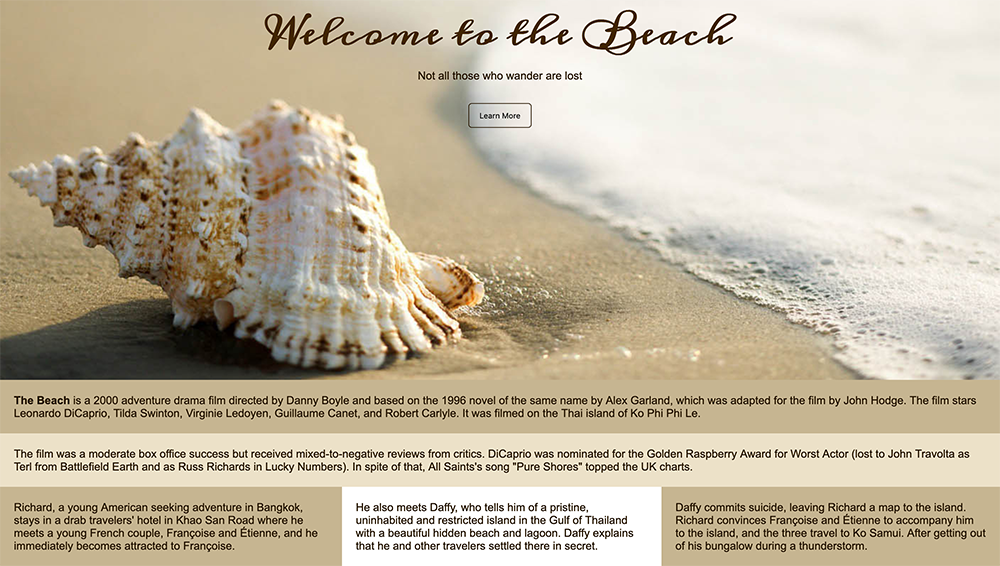 Welcome to the Beach
Not all those who wander are lost
Learn More
The Beach is a 2000 adventure drama film directed by Danny Boyle and based on the 1996 novel of the same name by Alex Garland, which was adapted for the film by John Hodge. The film stars
Leonardo DiCaprio, Tilda Swinton, Virginie Ledoyen, Guillaume Canet, and Robert Carlyle. It was filmed on the Thai island of Ko Phi Phi Le.
The film was a moderate box office success but received mixed-to-negative reviews from critics. DiCaprio was nominated for the Golden Raspberry Award for Worst Actor (lost to John Travolta as
Terl from Battlefield Earth and as Russ Richards in Lucky Numbers). In spite of that, All Saints's song "Pure Shores" topped the UK charts.
Richard, a young American seeking adventure in Bangkok,
stays in a drab travelers' hotel in Khao San Road where he
meets a young French couple, Françoise and Étienne, and he
immediately becomes attracted to Françoise.
He also meets Daffy, who tells him of a pristine,
uninhabited and restricted island in the Gulf of Thailand
with a beautiful hidden beach and lagoon. Daffy explains
that he and other travelers settled there in secret.
Daffy commits suicide, leaving Richard a map to the island.
Richard convinces Françoise and Étienne to accompany him
to the island, and the three travel to Ko Samui. After getting out
of his bungalow during a thunderstorm.